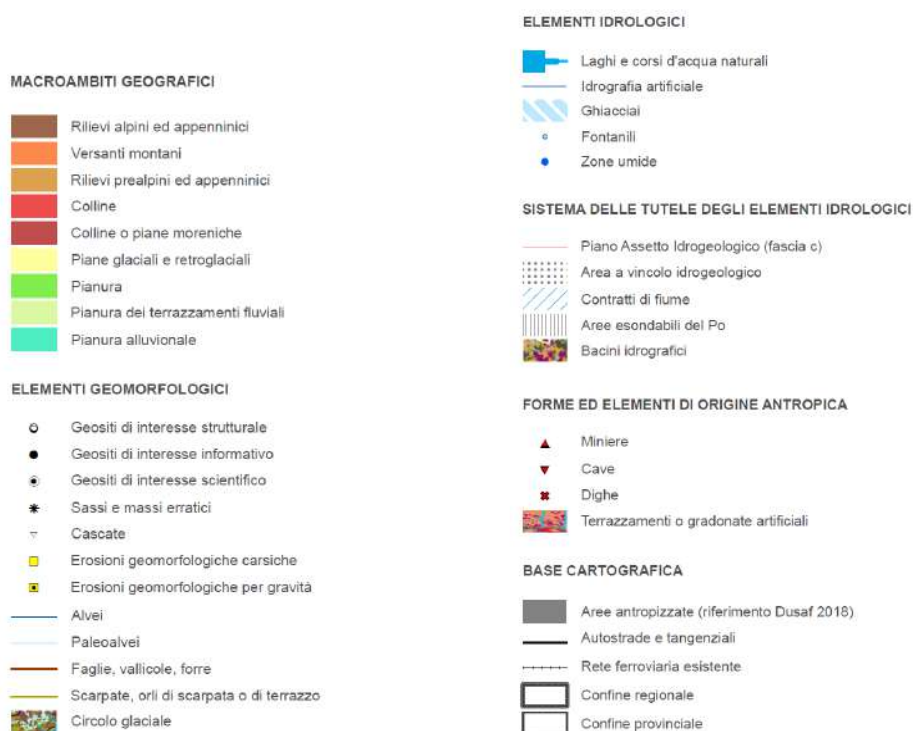 MACROAMBITI GEOGRAFICI
Rilievi alpini ed appenninici
Versanti montani
Rilievi prealpini ed appenninici
Colline
Colline o piane moreniche
Piane glaciali e retroglaciali
Pianura
Pianura dei terrazzamenti fluviali
Pianura alluvionale
ELEMENTI GEOMORFOLOGICI
Geositi di interesse strutturale
Geositi di interesse informativo
Geositi di interesse scientifico
Sassi e massi erratici
Cascate
Erosioni geomorfologiche carsiche
Erosioni geomorfologiche per gravità
Alvei
Paleoalvei
Faglie, vallicole, forre
Scarpate, orli di scarpata o di terrazzo
Circolo glaciale
ELEMENTI IDROLOGICI
Laghi e corsi d'acqua naturali
Idrografia artificiale
Ghiacciai
Fontanili
Zone umide
SISTEMA DELLE TUTELE DEGLI ELEMENTI IDROLOGICI
Piano Assetto Idrogeologico (fascia c)
Area a vincolo idrogeologico
Contratti di fiume
Aree esondabili del Po
Bacini idrografici
FORME ED ELEMENTI DI ORIGINE ANTROPICA
Miniere
Cave
Dighe
Terrazzamenti o gradonate artificiali
BASE CARTOGRAFICA
Aree antropizzate (riferimento Dusaf 2018)
Autostrade e tangenziali
Rete ferroviaria esistente
Confine regionale
Confine provinciale